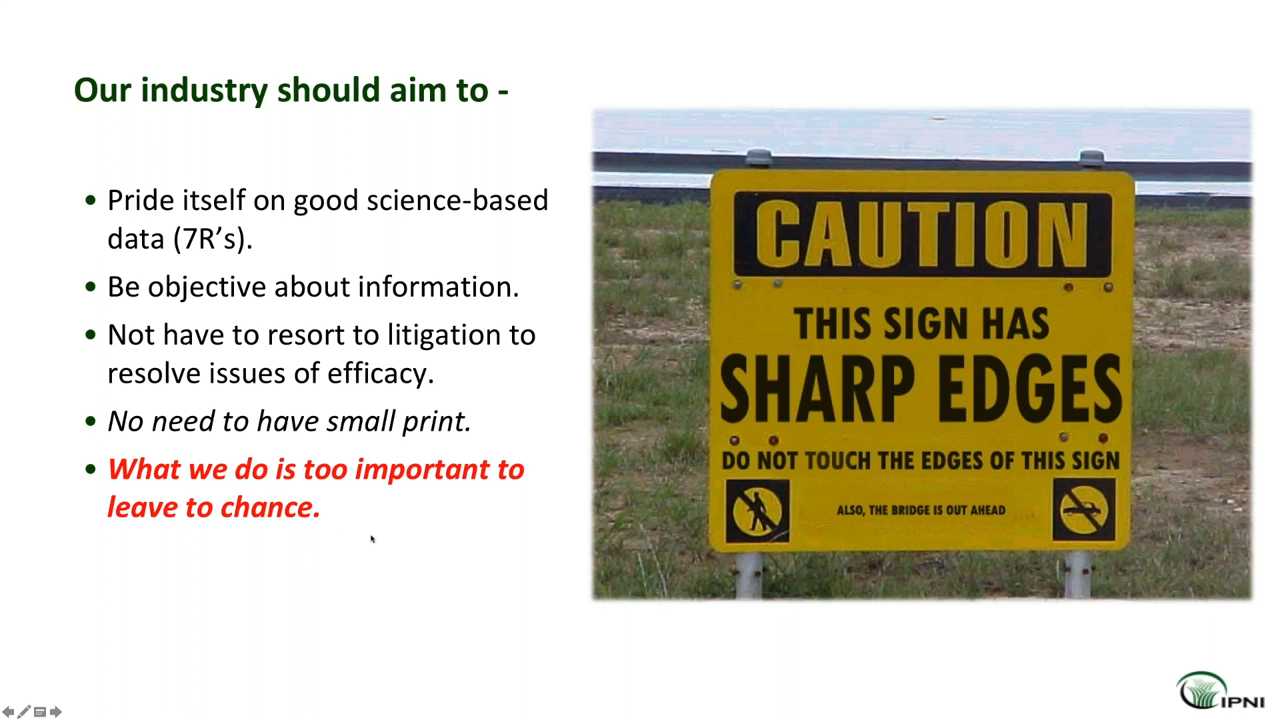 Our industry should aim to -
• Pride itself on good science-based
data (7R’s).
• Be objective about information.
• Not have to resort to litigation to
resolve issues of efficacy.
• No need to have small print.
• What we do is too important to
leave to chance.
CAUTION
THIS SIGN HAS
SHARP EDGES
DO NOT TOUCH THE EDGES OF THIS SIGN
ALSO, THE BRIDGE IS OUT AHEAD
IPNI